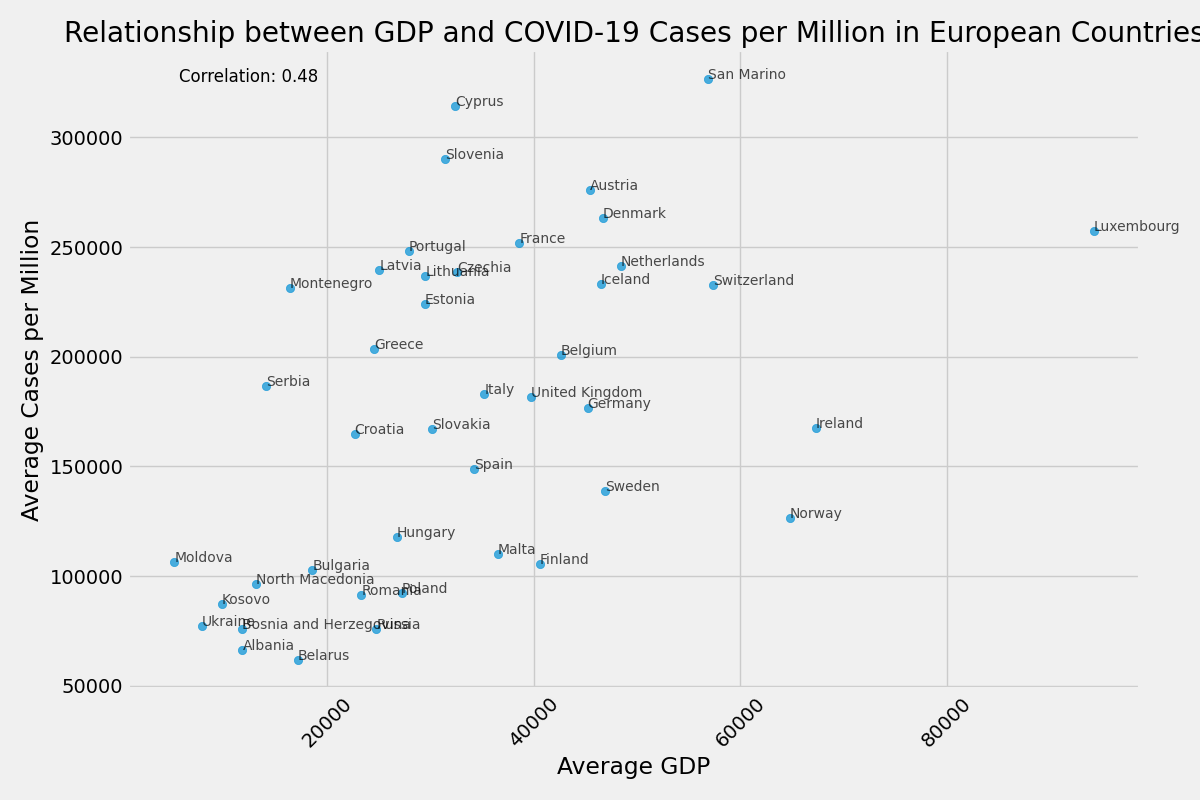 Relationship between GDP and COVID-19 Cases per Million in European Countries
Correlation: 0.48
San Marino
Cyprus
Slovenia
Austria
Denmark
Luxembourg
France
Portugal
Netherlands
Latvia
Czechia
Lithuania
Iceland
Switzerland
Montenegro
Estonia
Greece
Belgium
Serbia
Italy
United Kingdom
Germany
Ireland
Croatia
Slovakia
Spain
Sweden
Norway
Hungary
Malta
Moldova
Finland
Bulgaria
North Macedonia
Romania
Poland
Kosovo
Ukraine
Bosnia and Herzegovina
Russia
Albania
Belarus
300000
250000
200000
150000
100000
50000
Average Cases per Million
20000
40000
60000
80000
Average GDP